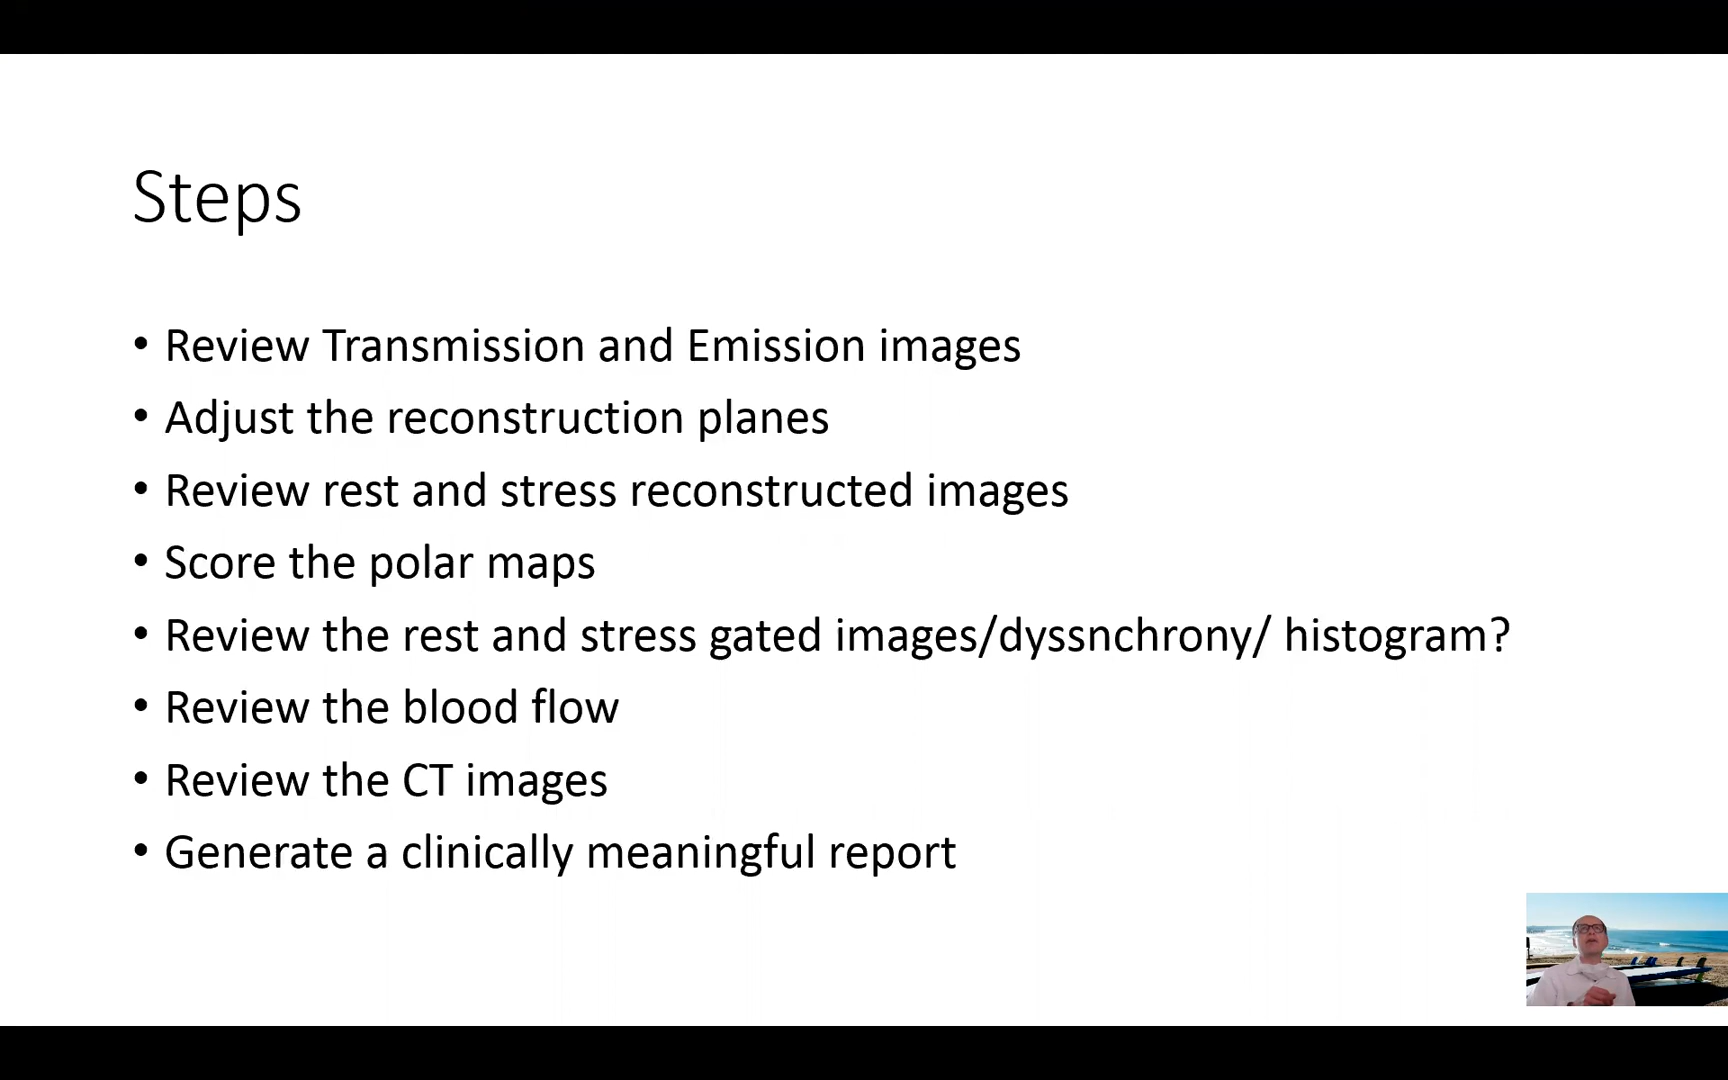 Steps
• Review Transmission and Emission images
• Adjust the reconstruction planes
• Review rest and stress reconstructed images
• Score the polar maps
• Review the rest and stress gated images/dyssnchrony/ histogram?
• Review the blood flow
• Review the CT images
• Generate a clinically meaningful report